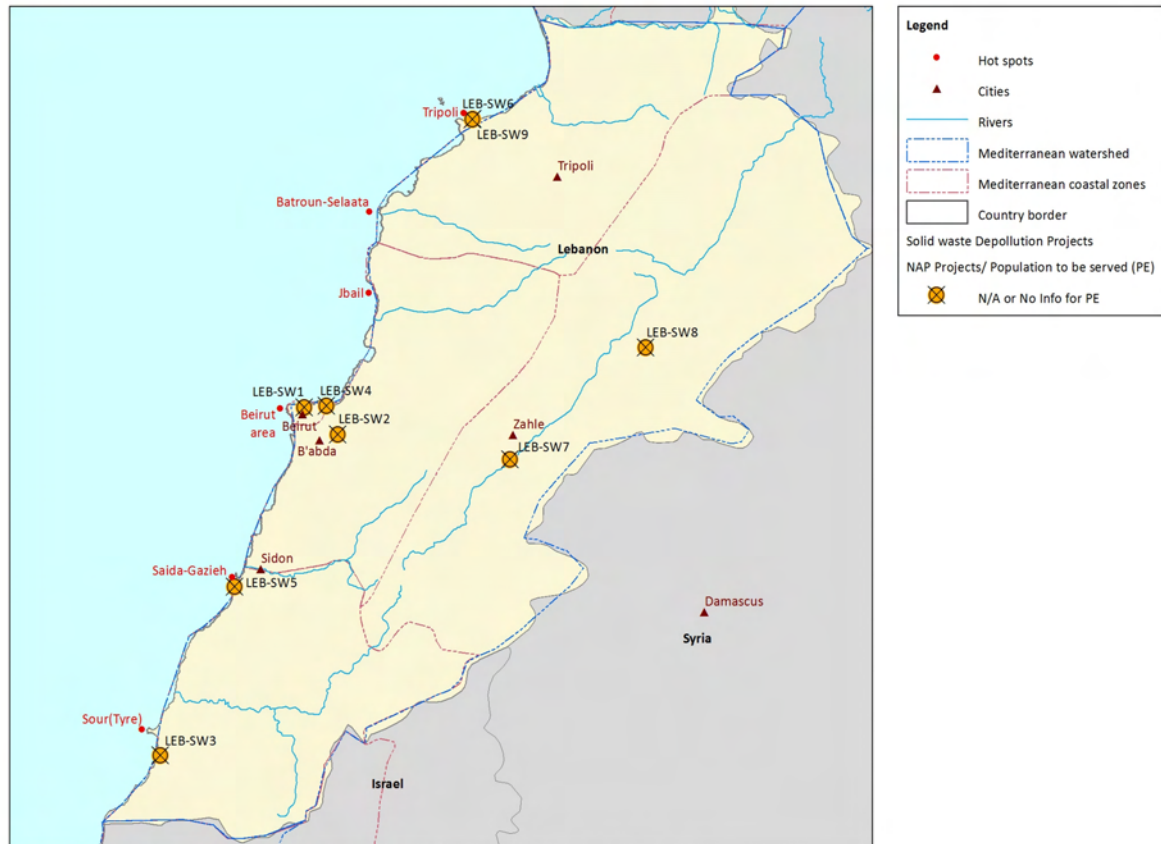 LEB-SW6
Tripoli
LEB-SW9
Tripoli
Batroun-Selaata
Lebanon
Jbail
LEB-SW8
LEB-SW1
LEB-SW4
Beirut
area
Beirut
LEB-SW2
B'abda
Zahle
LEB-SW7
Sidon
Saida-Gazieh
LEB-SW5
Damascus
Syria
Sour(Tyre)
LEB-SW3
Israel
Legend
Hot spots
Cities
Rivers
Mediterranean watershed
Mediterranean coastal zones
Country border
Solid waste Depollution Projects
NAP Projects/ Population to be served (PE)
N/A or No Info for PE